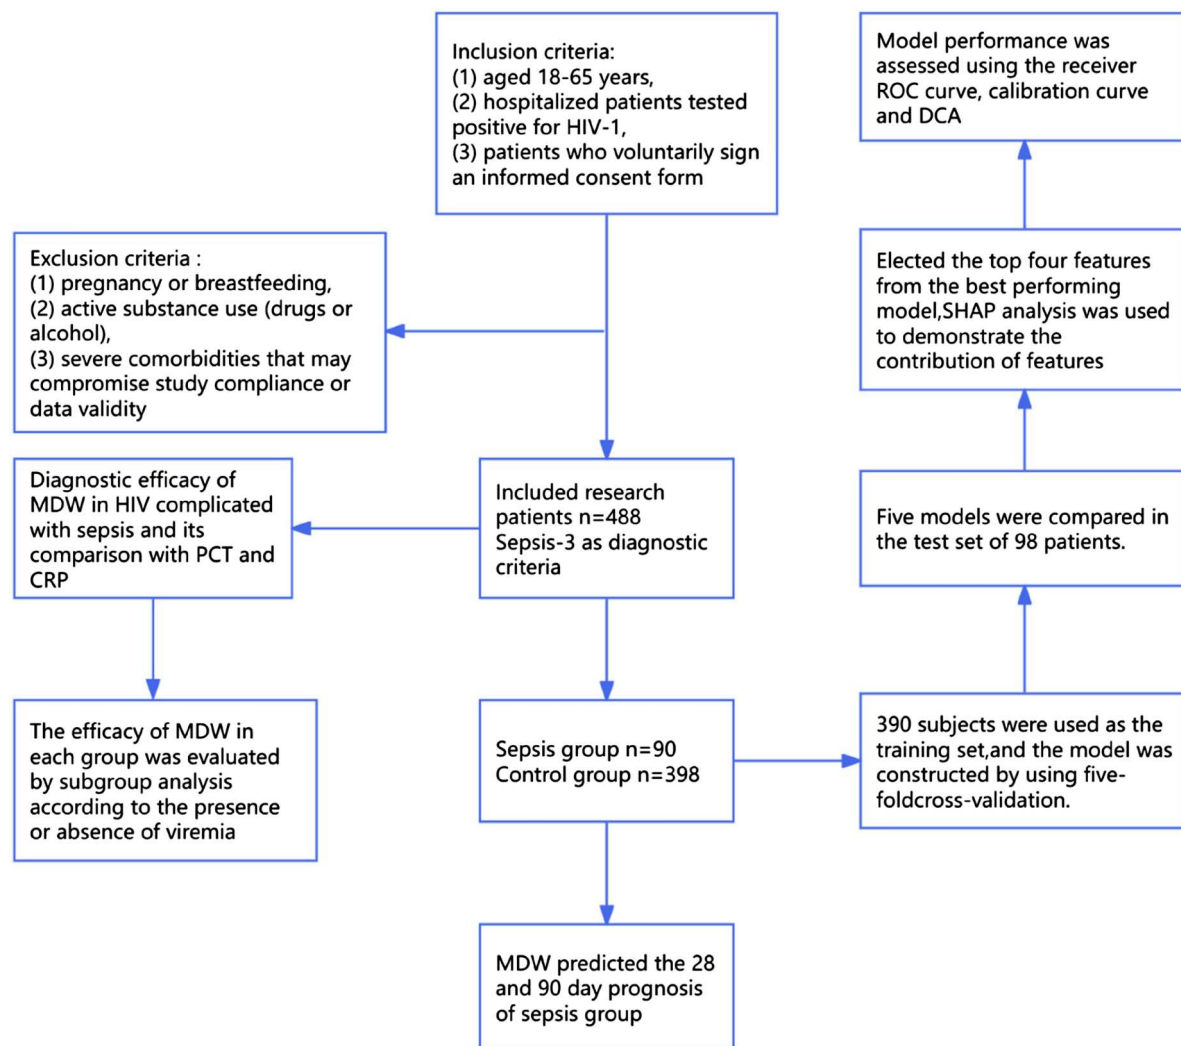 Inclusion criteria:
(1) aged 18-65 years,
(2) hospitalized patients tested
positive for HIV-1,
(3) patients who voluntarily sign
an informed consent form
Exclusion criteria :
(1) pregnancy or breastfeeding,
(2) active substance use (drugs or
alcohol),
(3) severe comorbidities that may
compromise study compliance or
data validity
Included research
patients n=488
Sepsis-3 as diagnostic
criteria
Diagnostic efficacy of
MDW in HIV complicated
with sepsis and its
comparison with PCT and
CRP
The efficacy of MDW in
each group was evaluated
by subgroup analysis
according to the presence
or absence of viremia
Sepsis group n=90
Control group n=398
MDW predicted the 28
and 90 day prognosis
of sepsis group
390 subjects were used as the
training set,and the model was
constructed by using five-
foldcross-validation.
Five models were compared in
the test set of 98 patients.
Elected the top four features
from the best performing
model,SHAP analysis was used
to demonstrate the
contribution of features
Model performance was
assessed using the receiver
ROC curve, calibration curve
and DCA